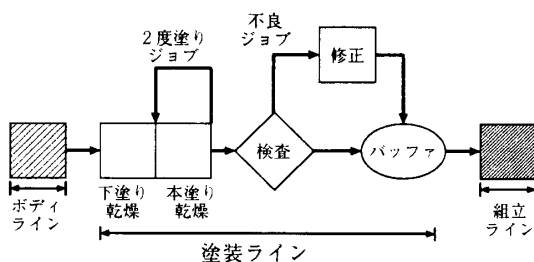 2度塗り
ジョブ
不良
ジョブ
修正
検査
バッファ
ボディ
ライン
下塗り
乾燥
本塗り
乾燥
組立
ライン
塗装ライン